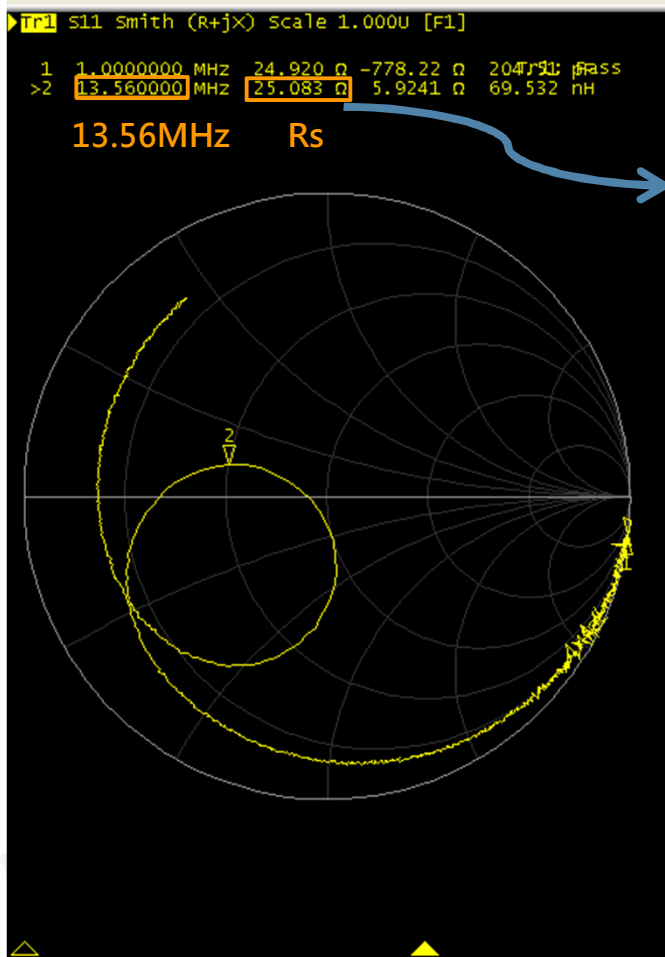 Tr1 S11 Smith (R+jX) Scale 1.000U [F1]
1 1.0000000 MHz 24.920 Ω -778.22 Ω
>2 13.560000 MHz 25.083 Ω 5.9241 Ω 69.532 nH
13.56MHz Rs
2
1